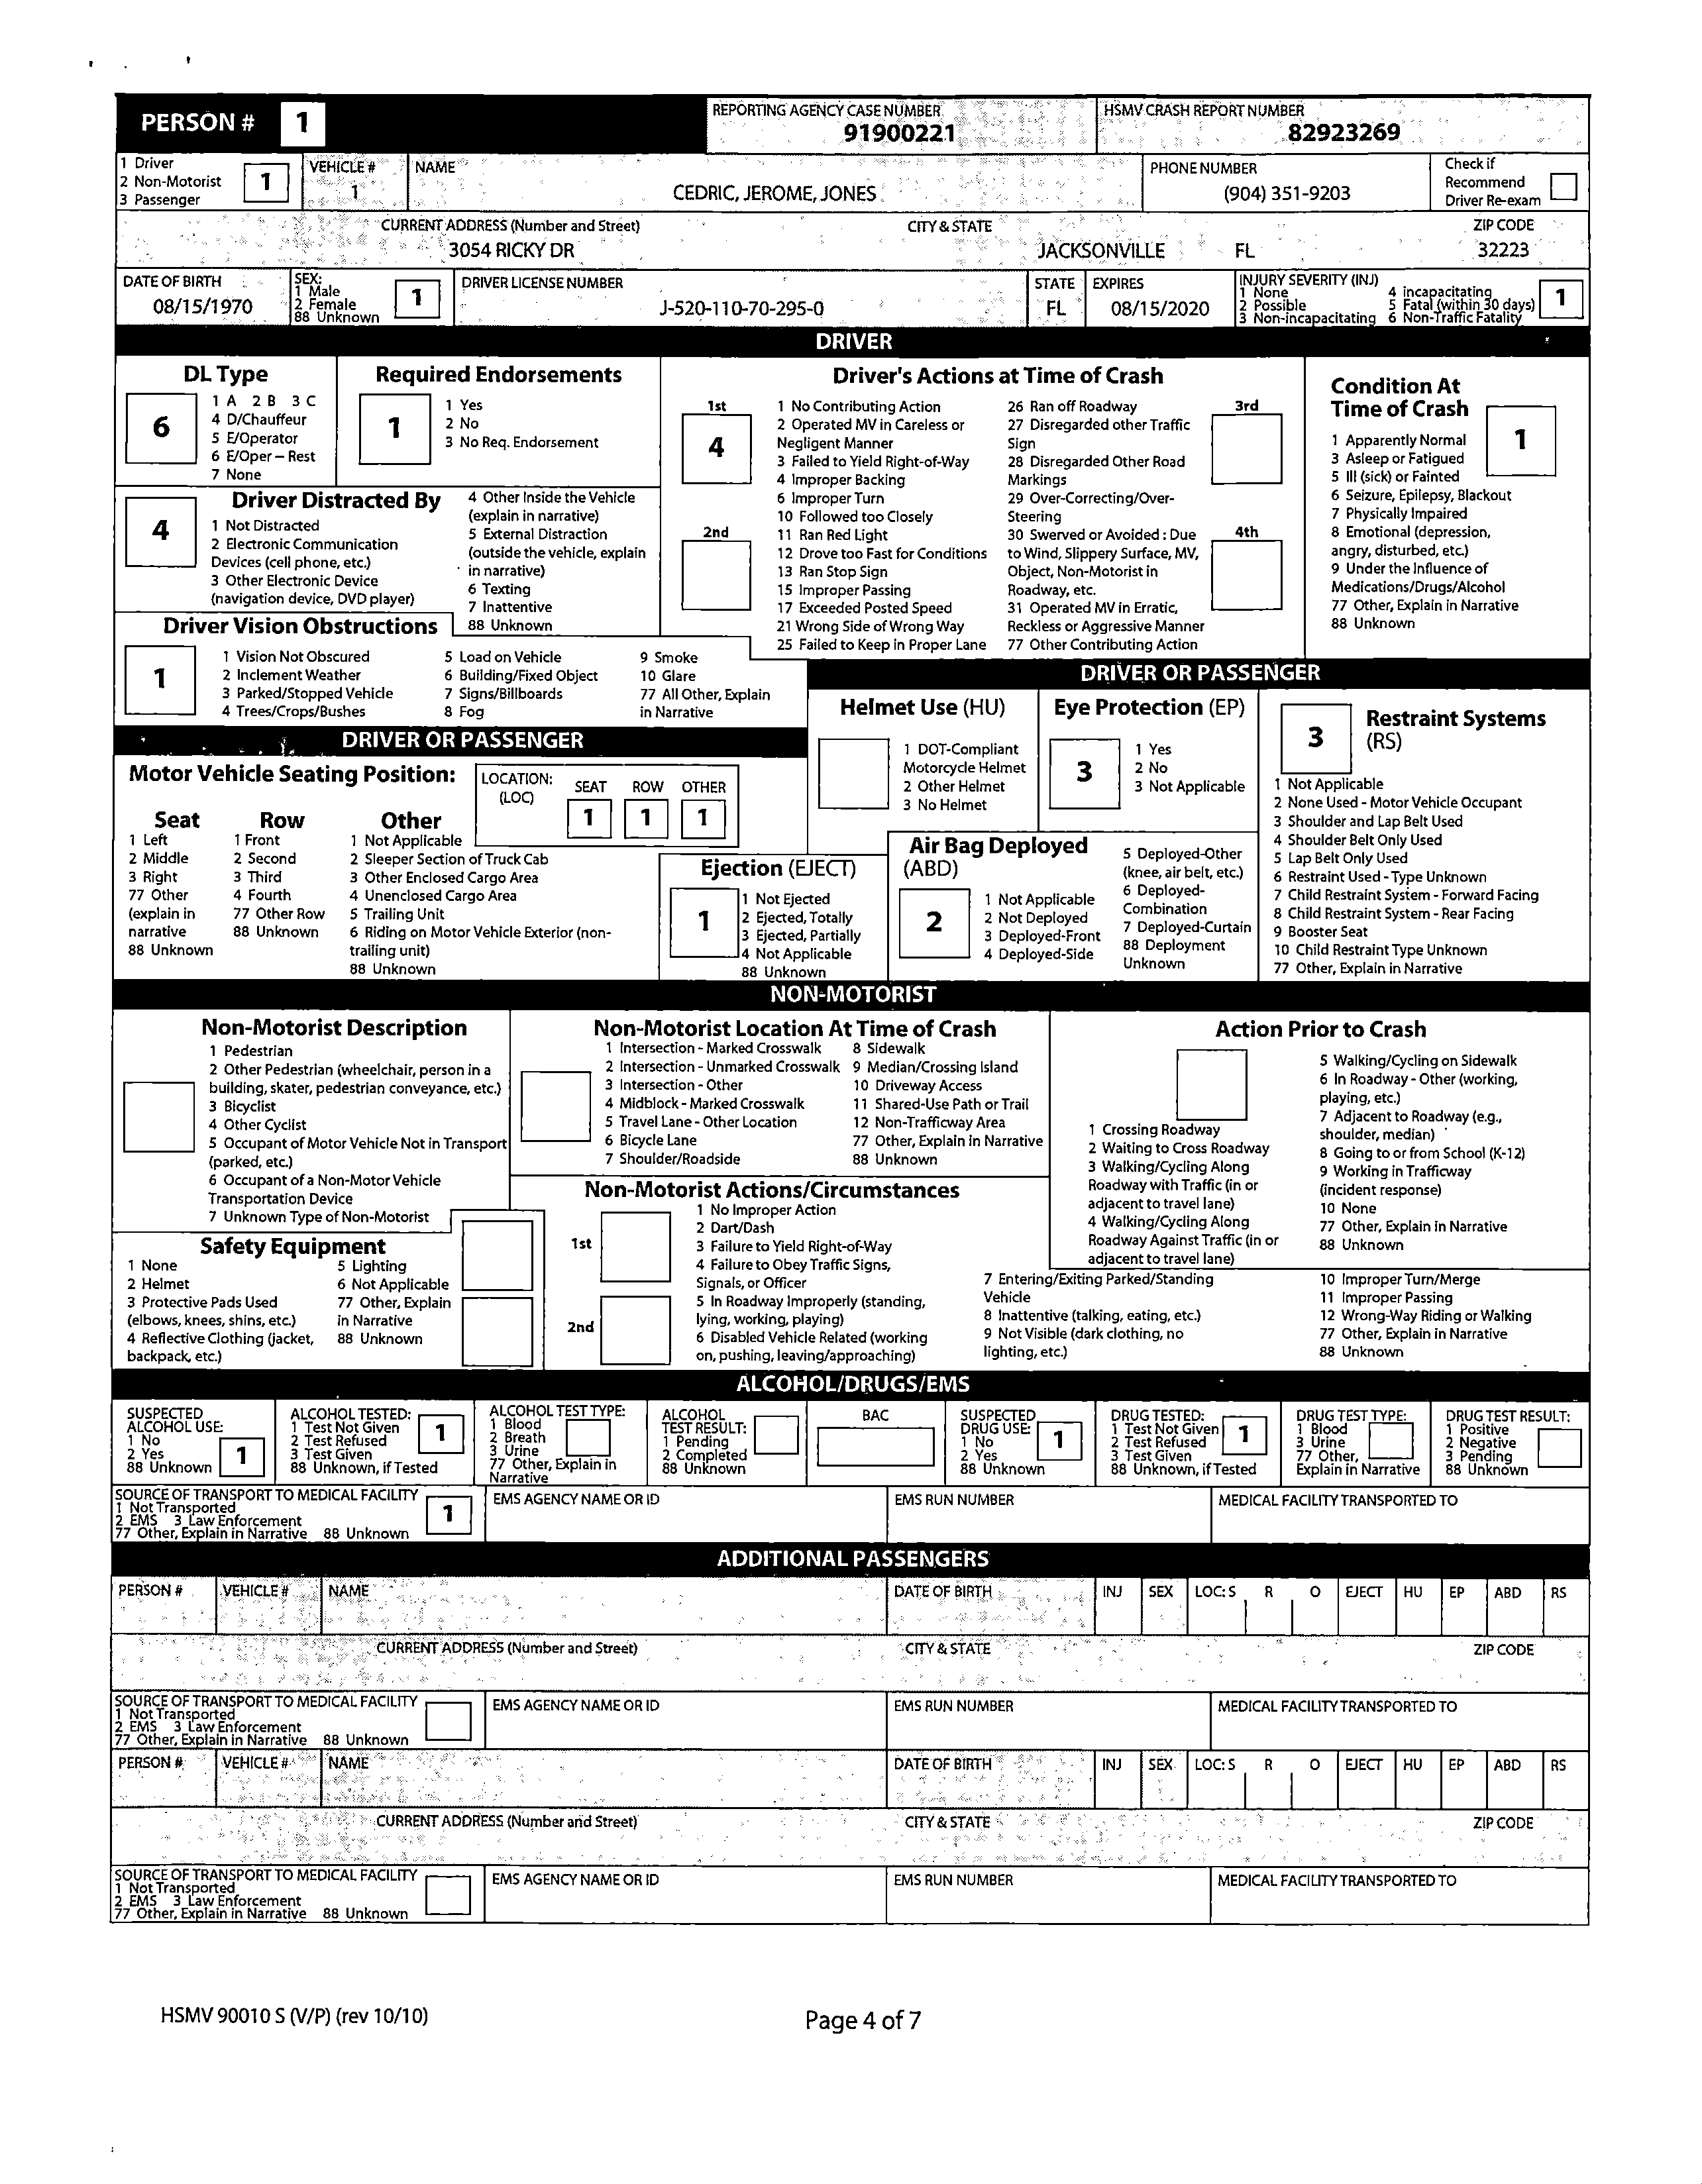 PERSON # 1
REPORTING AGENCY CASE NUMBER
91900221
HSMV CRASH REPORT NUMBER
82923269
1 Driver
2 Non-Motorist
3 Passenger
1
VEHICLE #
1
NAME
CEDRIC, JEROME, JONES
PHONE NUMBER
(904) 351-9203
Check if
Recommend
Driver Re-exam
CURRENT ADDRESS (Number and Street)
3054 RICKY DR
CITY & STATE
JACKSONVILLE FL
ZIP CODE
32223
DATE OF BIRTH
08/15/1970
SEX:
1 Male
2 Female
88 Unknown
1
DRIVER LICENSE NUMBER
J-520-110-70-295-0
STATE
FL
EXPIRES
08/15/2020
INJURY SEVERITY (INJ)
1 None
2 Possible
3 Non-incapacitating
4 incapacitating
5 Fatal (within 30 days)
6 Non-Traffic Fatality
1
DRIVER
DL Type
6
1 A 2 B 3 C
4 D/Chauffeur
5 E/Operator
6 E/Oper – Rest
7 None
Required Endorsements
1
1 Yes
2 No
3 No Req. Endorsement
Driver's Actions at Time of Crash
1st
4
2nd
1 No Contributing Action
2 Operated MV in Careless or
Negligent Manner
3 Failed to Yield Right-of-Way
4 Improper Backing
6 Improper Turn
10 Followed too Closely
11 Ran Red Light
12 Drove too Fast for Conditions
13 Ran Stop Sign
15 Improper Passing
17 Exceeded Posted Speed
21 Wrong Side of Wrong Way
25 Failed to Keep in Proper Lane
26 Ran off Roadway
27 Disregarded other Traffic
Sign
28 Disregarded Other Road
Markings
29 Over-Correcting/Over-
Steering
30 Swerved or Avoided : Due
to Wind, Slippery Surface, MV,
Object, Non-Motorist in
Roadway, etc.
31 Operated MV in Erratic,
Reckless or Aggressive Manner
77 Other Contributing Action
3rd
4th
Condition At
Time of Crash
1
1 Apparently Normal
3 Asleep or Fatigued
5 Ill (sick) or Fainted
6 Seizure, Epilepsy, Blackout
7 Physically Impaired
8 Emotional (depression,
angry, disturbed, etc.)
9 Under the Influence of
Medications/Drugs/Alcohol
77 Other, Explain in Narrative
88 Unknown
Driver Distracted By
4
1 Not Distracted
2 Electronic Communication
Devices (cell phone, etc.)
3 Other Electronic Device
(navigation device, DVD player)
4 Other Inside the Vehicle
(explain in narrative)
5 External Distraction
(outside the vehicle, explain
in narrative)
6 Texting
7 Inattentive
88 Unknown
Driver Vision Obstructions
1
1 Vision Not Obscured
2 Inclement Weather
3 Parked/Stopped Vehicle
4 Trees/Crops/Bushes
5 Load on Vehicle
6 Building/Fixed Object
7 Signs/Billboards
8 Fog
9 Smoke
10 Glare
77 All Other, Explain
in Narrative
DRIVER OR PASSENGER
Motor Vehicle Seating Position:
LOCATION:
(LOC)
SEAT ROW OTHER
1 1 1
Seat
1 Left
2 Middle
3 Right
77 Other
(explain in
narrative
88 Unknown
Row
1 Front
2 Second
3 Third
4 Fourth
77 Other Row
88 Unknown
Other
1 Not Applicable
2 Sleeper Section of Truck Cab
3 Other Enclosed Cargo Area
4 Unenclosed Cargo Area
5 Trailing Unit
6 Riding on Motor Vehicle Exterior (non-
trailing unit)
88 Unknown
DRIVER OR PASSENGER
Helmet Use (HU)
1 DOT-Compliant
Motorcycle Helmet
2 Other Helmet
3 No Helmet
Eye Protection (EP)
3
1 Yes
2 No
3 Not Applicable
3
Restraint Systems
(RS)
1 Not Applicable
2 None Used - Motor Vehicle Occupant
3 Shoulder and Lap Belt Used
4 Shoulder Belt Only Used
5 Lap Belt Only Used
6 Restraint Used - Type Unknown
7 Child Restraint System - Forward Facing
8 Child Restraint System - Rear Facing
9 Booster Seat
10 Child Restraint Type Unknown
77 Other, Explain in Narrative
Ejection (EJECT)
1
1 Not Ejected
2 Ejected, Totally
3 Ejected, Partially
4 Not Applicable
88 Unknown
Air Bag Deployed
(ABD)
2
1 Not Applicable
2 Not Deployed
3 Deployed-Front
4 Deployed-Side
5 Deployed-Other
(knee, air belt, etc.)
6 Deployed-
Combination
7 Deployed-Curtain
88 Deployment
Unknown
NON-MOTORIST
Non-Motorist Description
1 Pedestrian
2 Other Pedestrian (wheelchair, person in a
building, skater, pedestrian conveyance, etc.)
3 Bicyclist
4 Other Cyclist
5 Occupant of Motor Vehicle Not in Transport
(parked, etc.)
6 Occupant of a Non-Motor Vehicle
Transportation Device
7 Unknown Type of Non-Motorist
Non-Motorist Location At Time of Crash
1 Intersection - Marked Crosswalk
2 Intersection - Unmarked Crosswalk
3 Intersection - Other
4 Midblock - Marked Crosswalk
5 Travel Lane - Other Location
6 Bicycle Lane
7 Shoulder/Roadside
8 Sidewalk
9 Median/Crossing Island
10 Driveway Access
11 Shared-Use Path or Trail
12 Non-Trafficway Area
77 Other, Explain in Narrative
88 Unknown
Action Prior to Crash
1 Crossing Roadway
2 Waiting to Cross Roadway
3 Walking/Cycling Along
Roadway with Traffic (in or
adjacent to travel lane)
4 Walking/Cycling Along
Roadway Against Traffic (in or
adjacent to travel lane)
5 Walking/Cycling on Sidewalk
6 In Roadway - Other (working,
playing, etc.)
7 Adjacent to Roadway (e.g.,
shoulder, median)
8 Going to or from School (K-12)
9 Working in Trafficway
(incident response)
10 None
77 Other, Explain in Narrative
88 Unknown
Safety Equipment
1 None
2 Helmet
3 Protective Pads Used
(elbows, knees, shins, etc.)
4 Reflective Clothing (jacket,
backpack, etc.)
5 Lighting
6 Not Applicable
77 Other, Explain
in Narrative
88 Unknown
Non-Motorist Actions/Circumstances
1st
2nd
1 No Improper Action
2 Dart/Dash
3 Failure to Yield Right-of-Way
4 Failure to Obey Traffic Signs,
Signals, or Officer
5 In Roadway Improperly (standing,
lying, working, playing)
6 Disabled Vehicle Related (working
on, pushing, leaving/approaching)
7 Entering/Exiting Parked/Standing
Vehicle
8 Inattentive (talking, eating, etc.)
9 Not Visible (dark clothing, no
lighting, etc.)
10 Improper Turn/Merge
11 Improper Passing
12 Wrong-Way Riding or Walking
77 Other, Explain in Narrative
88 Unknown
ALCOHOL/DRUGS/EMS
SUSPECTED
ALCOHOL USE:
1 No
2 Yes
88 Unknown
1
ALCOHOL TESTED:
1 Test Not Given
2 Test Refused
3 Test Given
88 Unknown, if Tested
1
ALCOHOL TEST TYPE:
1 Blood
2 Breath
3 Urine
77 Other, Explain in
Narrative
ALCOHOL
TEST RESULT:
1 Pending
2 Completed
88 Unknown
BAC
SUSPECTED
DRUG USE:
1 No
2 Yes
88 Unknown
1
DRUG TESTED:
1 Test Not Given
2 Test Refused
3 Test Given
88 Unknown, if Tested
1
DRUG TEST TYPE:
1 Blood
3 Urine
77 Other,
Explain in Narrative
DRUG TEST RESULT:
1 Positive
2 Negative
3 Pending
88 Unknown
SOURCE OF TRANSPORT TO MEDICAL FACILITY
1 Not Transported
2 EMS 3 Law Enforcement
77 Other, Explain in Narrative 88 Unknown
1
EMS AGENCY NAME OR ID
EMS RUN NUMBER
MEDICAL FACILITY TRANSPORTED TO
ADDITIONAL PASSENGERS
PERSON # VEHICLE # NAME DATE OF BIRTH INJ SEX LOC: S R O EJECT HU EP ABD RS
CURRENT ADDRESS (Number and Street) CITY & STATE ZIP CODE
SOURCE OF TRANSPORT TO MEDICAL FACILITY
1 Not Transported
2 EMS 3 Law Enforcement
77 Other, Explain in Narrative 88 Unknown
EMS AGENCY NAME OR ID
EMS RUN NUMBER
MEDICAL FACILITY TRANSPORTED TO
PERSON # VEHICLE # NAME DATE OF BIRTH INJ SEX LOC: S R O EJECT HU EP ABD RS
CURRENT ADDRESS (Number and Street) CITY & STATE ZIP CODE
SOURCE OF TRANSPORT TO MEDICAL FACILITY
1 Not Transported
2 EMS 3 Law Enforcement
77 Other, Explain in Narrative 88 Unknown
EMS AGENCY NAME OR ID
EMS RUN NUMBER
MEDICAL FACILITY TRANSPORTED TO
HSMV 90010 S (V/P) (rev 10/10)
Page 4 of 7